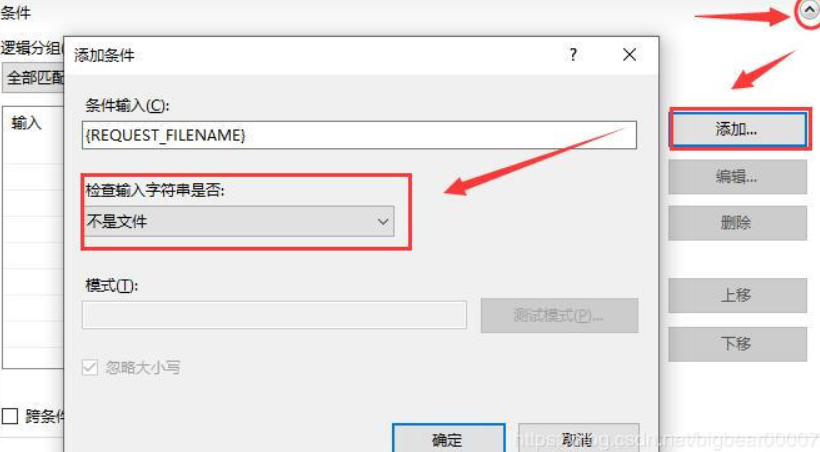 条件
逻辑分组(
全部匹配
输入
添加条件
?
条件输入(C):
{REQUEST_FILENAME}
检查输入字符串是否:
不是文件
模式(T):
测试模式(P)...
忽略大小写
确定
取消
添加...
编辑...
删除
上移
下移
跨条件
https://blog.csdn.net/bigbear00007